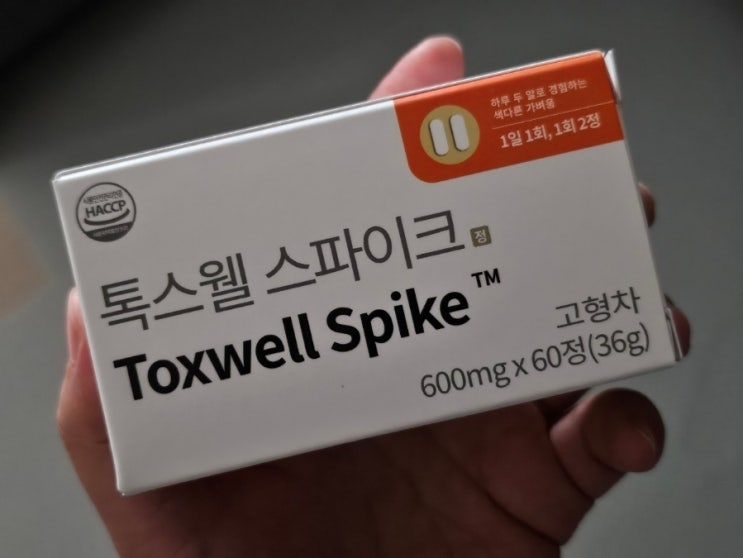 하루 두 알로 경험하는
색다른 가벼움
1일 1회, 1회 2정
HACCP
톡스웰 스파이크 정
Toxwell Spike™
고형차
600mg x 60정(36g)